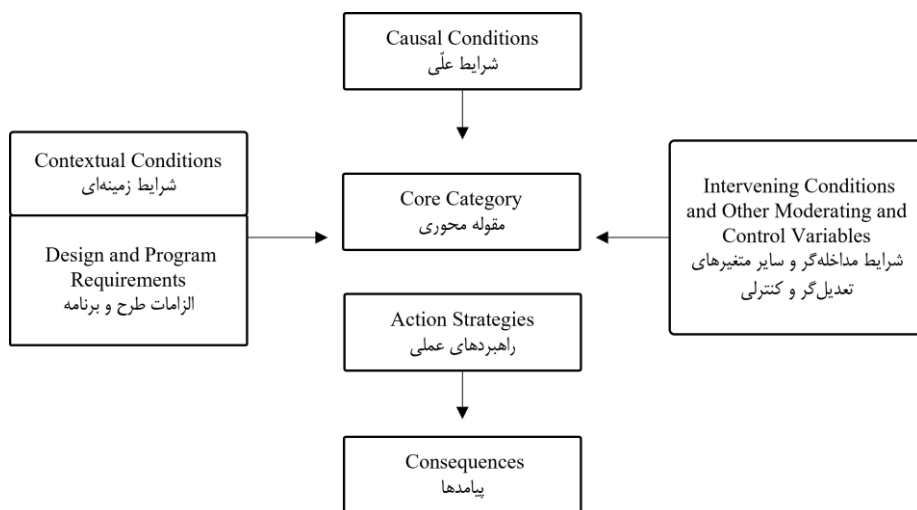 Causal Conditions
شرایط علّی
Contextual Conditions
شرایط زمینه‌ای
Design and Program
Requirements
الزامات طرح و برنامه
Core Category
مقوله محوری
Intervening Conditions
and Other Moderating and
Control Variables
شرایط مداخله‌گر و سایر متغیرهای
تعدیل‌گر و کنترلی
Action Strategies
راهبردهای عملی
Consequences
پیامدها